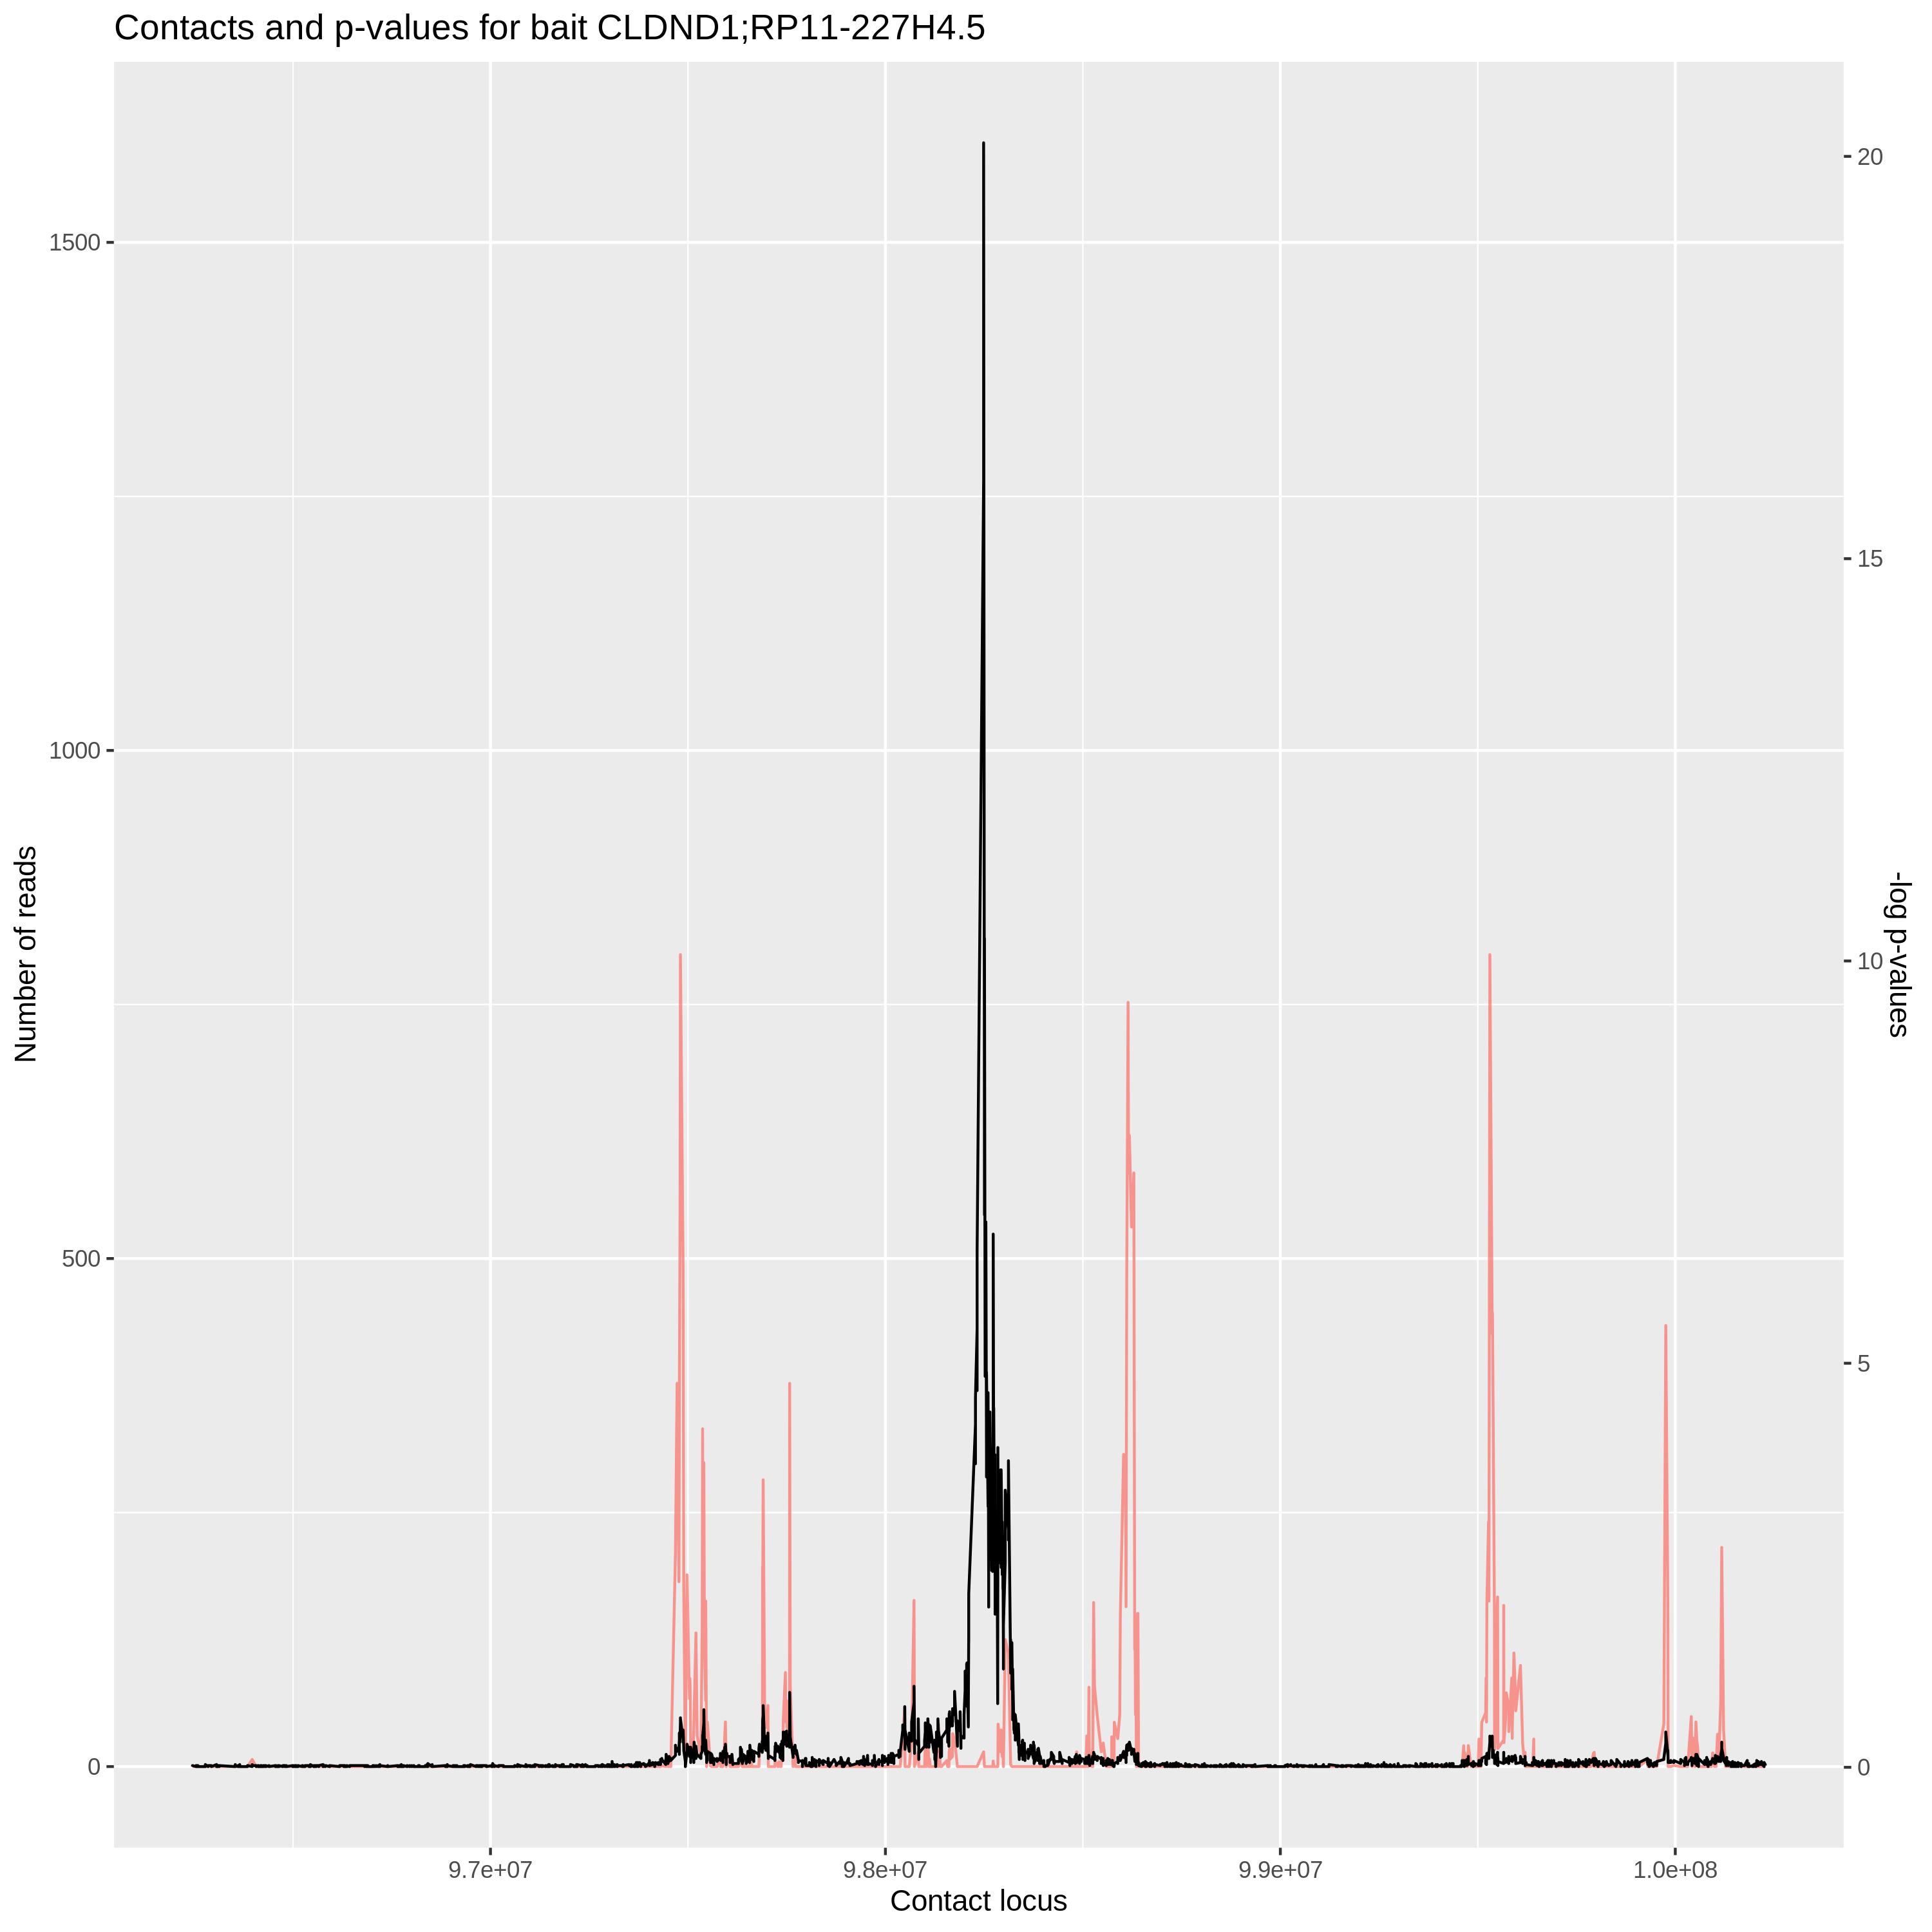 Contacts and p-values for bait CLDND1;RP11-227H4.5
Number of reads
1500
1000
500
0
20
15
10
5
0
-log p-values
9.7e+07
9.8e+07
9.9e+07
1.0e+08
Contact locus